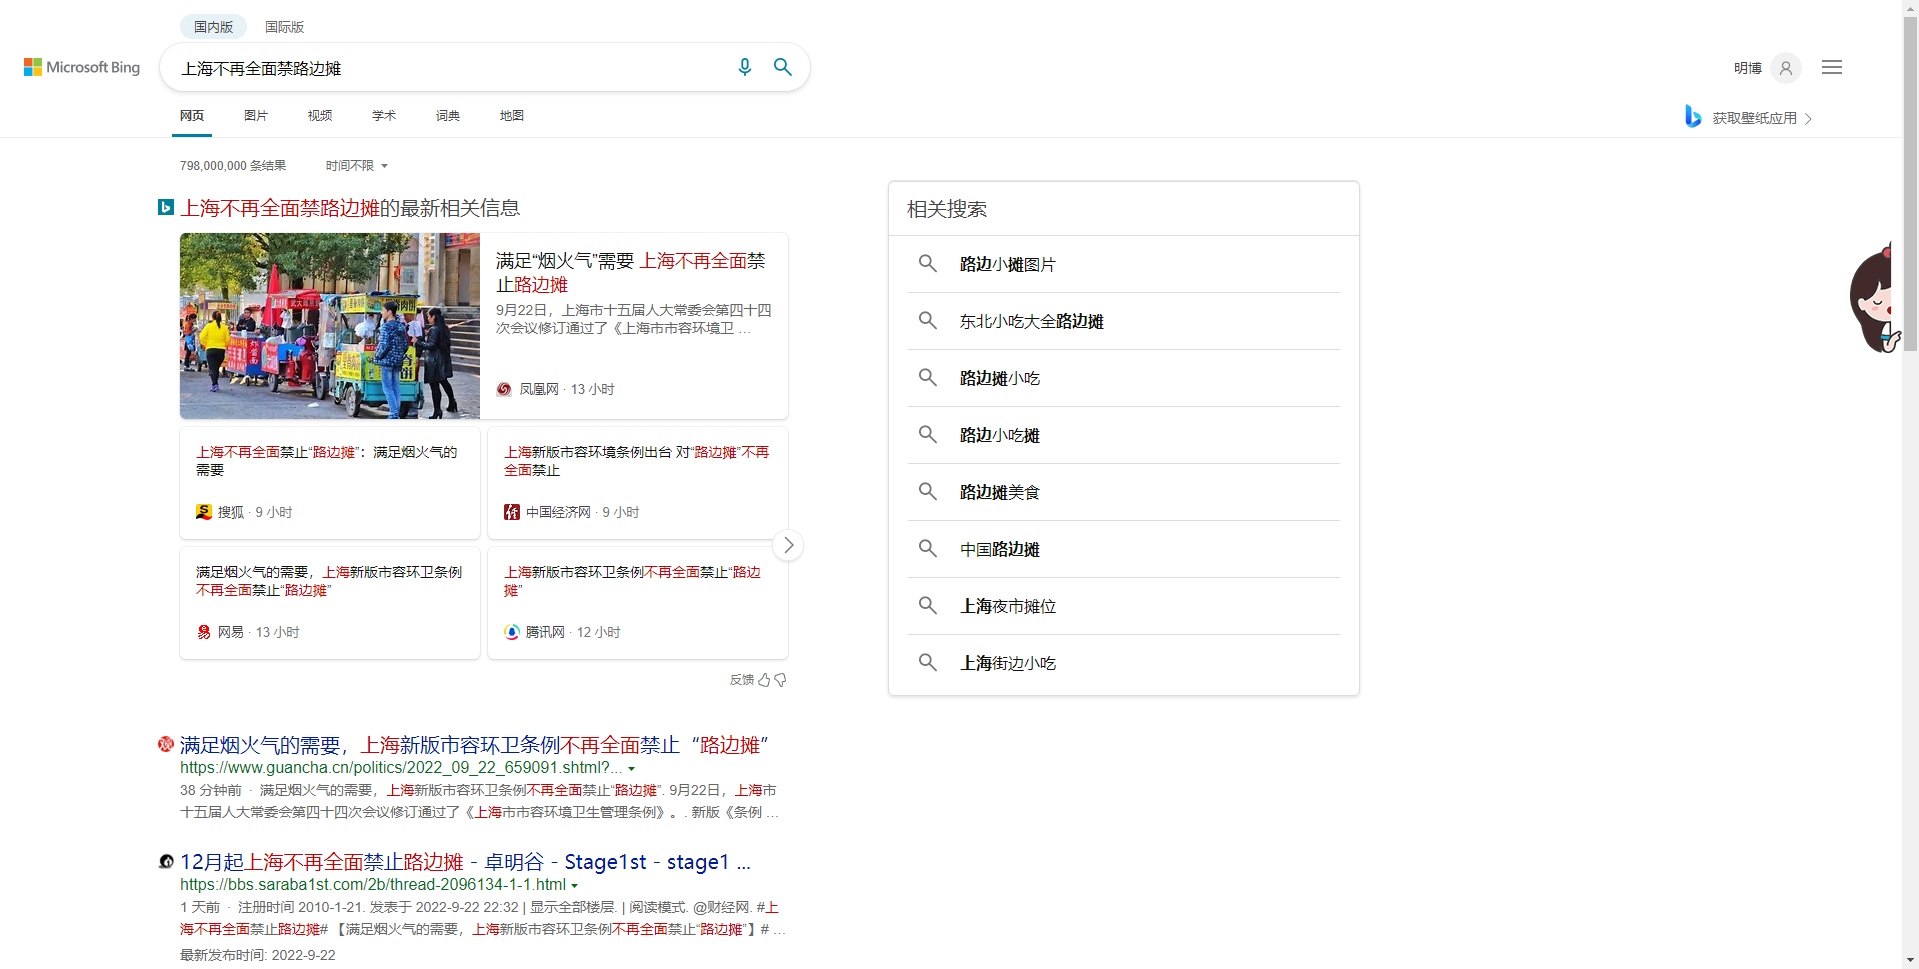 国内版
国际版
Microsoft Bing
上海不再全面禁路边摊
明博
网页
图片
视频
学术
词典
地图
获取壁纸应用
798,000,000 条结果
时间不限
上海不再全面禁路边摊的最新相关信息
满足“烟火气”需要 上海不再全面禁
止路边摊
9月22日，上海市十五届人大常委会第四十四
次会议修订通过了《上海市市容环境卫 ...
凤凰网 · 13 小时
上海不再全面禁止“路边摊”：满足烟火气的
需要
搜狐 · 9 小时
上海新版市容环境条例出台 对“路边摊”不再
全面禁止
中国经济网 · 9 小时
满足烟火气的需要，上海新版市容环卫条例
不再全面禁止“路边摊”
网易 · 13 小时
上海新版市容环卫条例不再全面禁止“路边
摊”
腾讯网 · 12 小时
反馈
满足烟火气的需要，上海新版市容环卫条例不再全面禁止“路边摊”
https://www.guancha.cn/politics/2022_09_22_659091.shtml?...
38 分钟前 · 满足烟火气的需要，上海新版市容环卫条例不再全面禁止“路边摊”. 9月22日，上海市
十五届人大常委会第四十四次会议修订通过了《上海市市容环境卫生管理条例》。. 新版《条例 ...
12月起上海不再全面禁止路边摊 - 卓明谷 - Stage1st - stage1 ...
https://bbs.saraba1st.com/2b/thread-2096134-1-1.html
1 天前 · 注册时间 2010-1-21. 发表于 2022-9-22 22:32 | 显示全部楼层. | 阅读模式. @财经网. #上
海不再全面禁止路边摊# 【满足烟火气的需要，上海新版市容环卫条例不再全面禁止“路边摊”】# ...
最新发布时间: 2022-9-22
相关搜索
路边小摊图片
东北小吃大全路边摊
路边摊小吃
路边小吃摊
路边摊美食
中国路边摊
上海夜市摊位
上海街边小吃